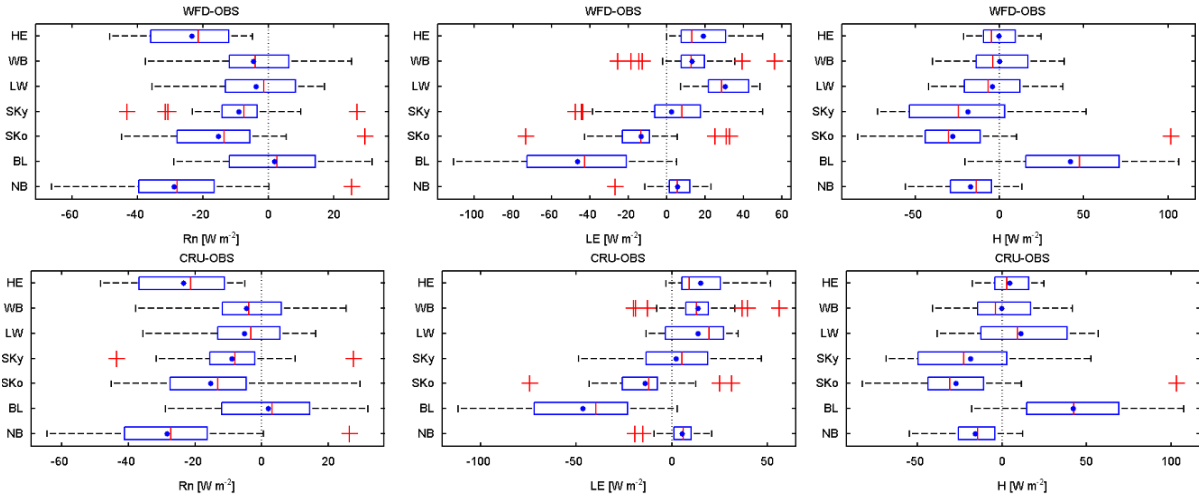 WFD-OBS
HE
WB
LW
SKy
SKo
BL
NB
-60 -40 -20 0 20
Rn [W m-2]
WFD-OBS
HE
WB
LW
SKy
SKo
BL
NB
-100 -80 -60 -40 -20 0 20 40 60
LE [W m-2]
WFD-OBS
HE
WB
LW
SKy
SKo
BL
NB
-50 0 50 100
H [W m-2]
CRU-OBS
HE
WB
LW
SKy
SKo
BL
NB
-60 -40 -20 0 20
Rn [W m-2]
CRU-OBS
HE
WB
LW
SKy
SKo
BL
NB
-100 -50 0 50
LE [W m-2]
CRU-OBS
HE
WB
LW
SKy
SKo
BL
NB
-50 0 50 100
H [W m-2]